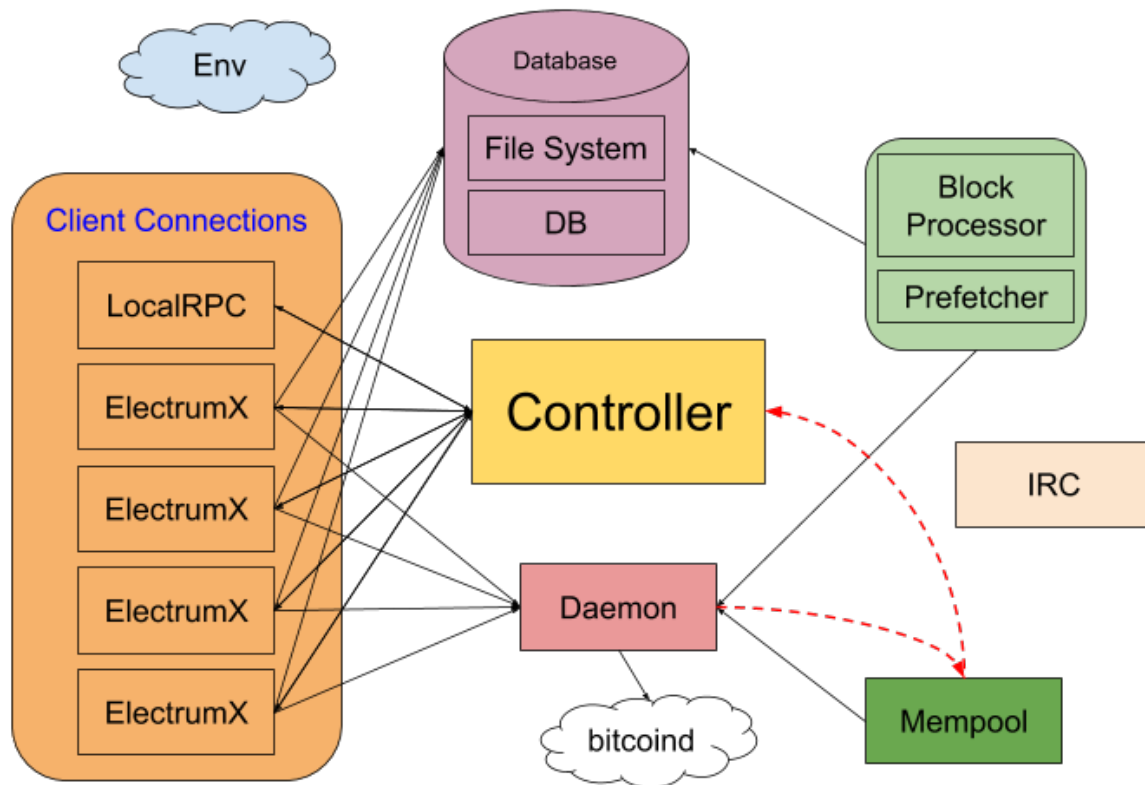 Env
Database
File System
DB
Block
Processor
Prefetcher
Client Connections
LocalRPC
ElectrumX
ElectrumX
ElectrumX
ElectrumX
Controller
IRC
Daemon
bitcoind
Mempool